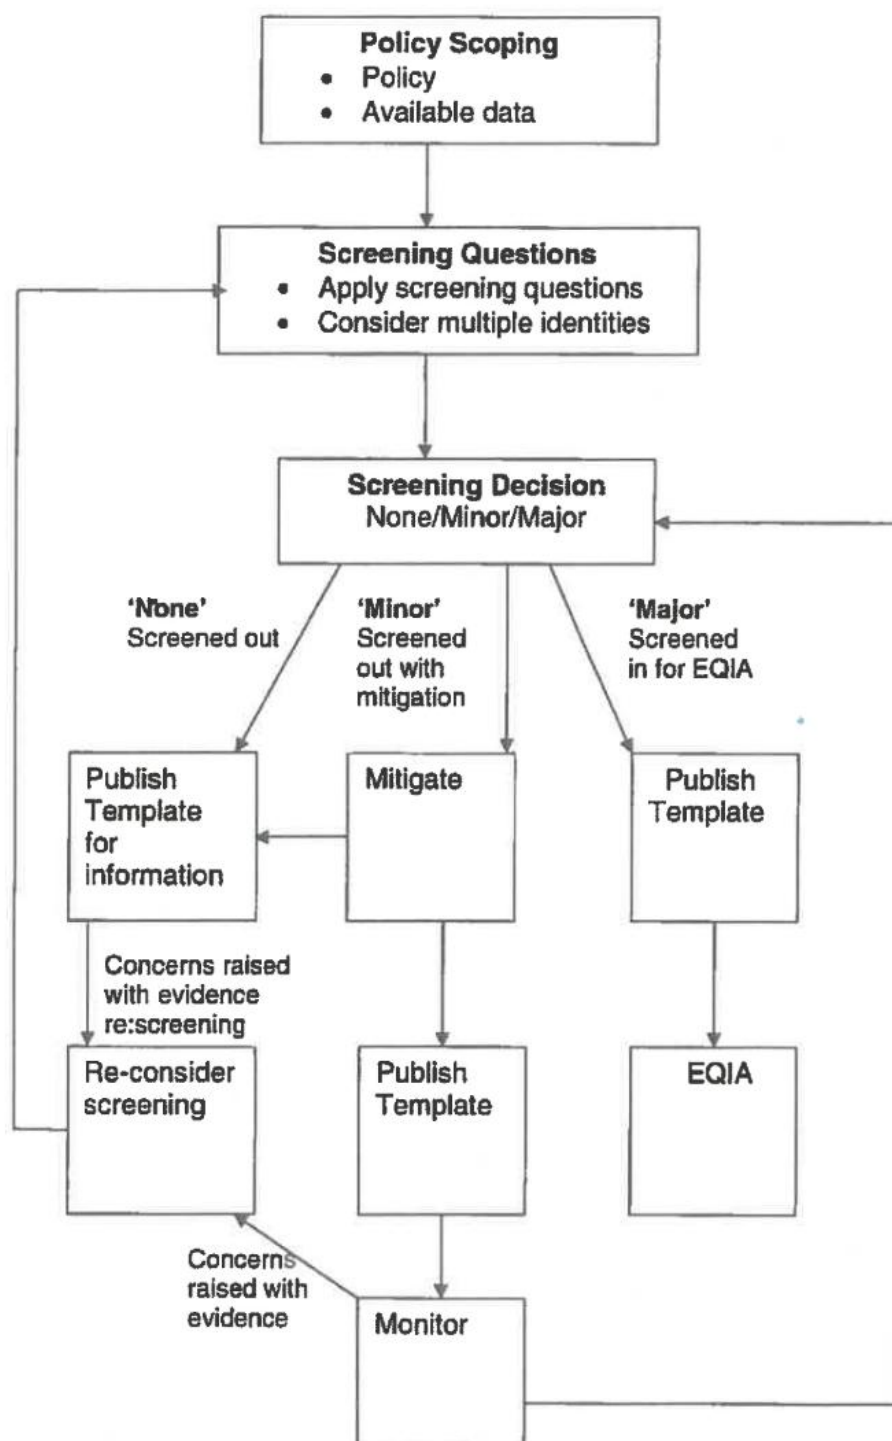 Policy Scoping
• Policy
• Available data
Screening Questions
• Apply screening questions
• Consider multiple identities
Screening Decision
None/Minor/Major
‘None’
Screened out
‘Minor’
Screened
out with
mitigation
‘Major’
Screened
in for EQIA
Publish
Template
for
information
Mitigate
Publish
Template
Concerns raised
with evidence
re:screening
Re-consider
screening
Publish
Template
EQIA
Concerns
raised with
evidence
Monitor